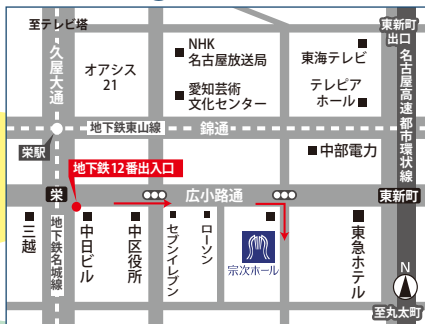 至テレビ塔
久屋大通
オアシス
21
NHK
名古屋放送局
愛知芸術
文化センター
東海テレビ
テレピア
ホール
東新町
出口
名古屋高速都市環状線
地下鉄東山線
錦通
栄駅
地下鉄12番出入口
中部電力
栄
広小路通
東新町
三越
地下鉄名城線
中日ビル
中区役所
セブンイレブン
ローソン
宗次ホール
東急ホテル
N
至丸太町